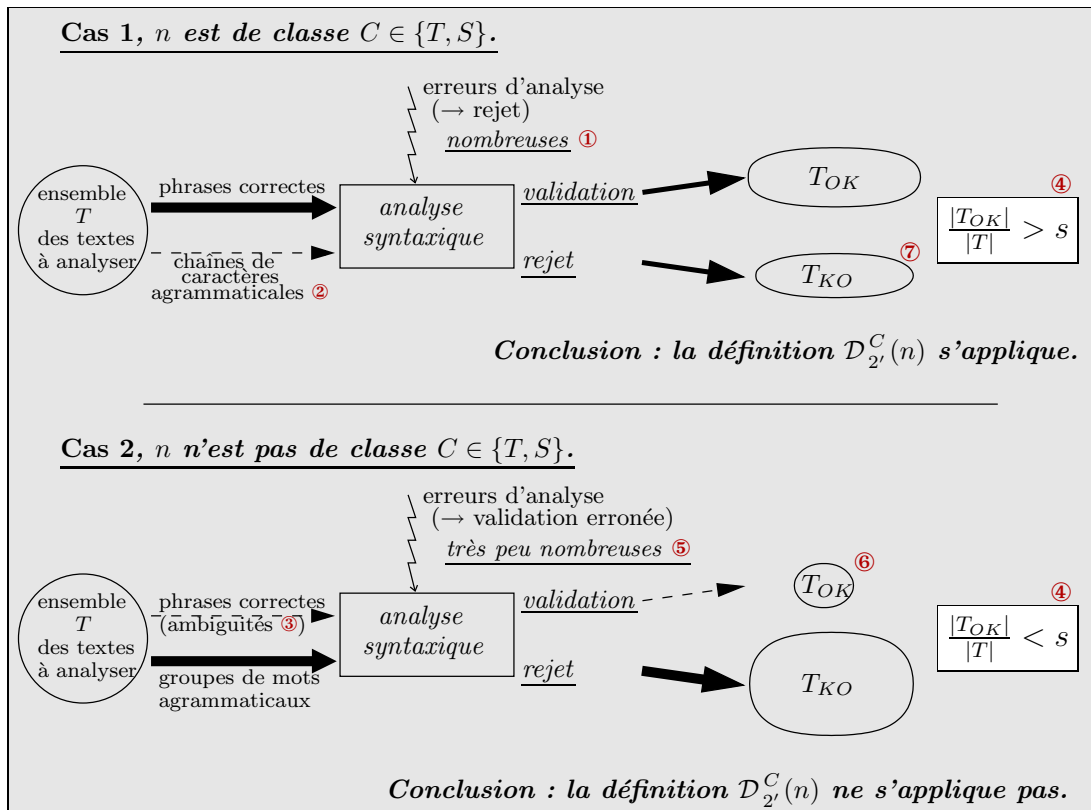 Cas 1, n est de classe C ∈ {T, S}.
erreurs d'analyse
(→ rejet)
nombreuses ①
ensemble
T
des textes
à analyser
phrases correctes
chaînes de
caractères
agrammaticales ②
analyse
syntaxique
validation
rejet
T_OK
T_KO ⑦
④
|T_OK| / |T| > s
Conclusion : la définition D_2'^C(n) s'applique.
Cas 2, n n'est pas de classe C ∈ {T, S}.
erreurs d'analyse
(→ validation erronée)
très peu nombreuses ⑤
ensemble
T
des textes
à analyser
phrases correctes
(ambiguïtés ③)
groupes de mots
agrammaticaux
analyse
syntaxique
validation
rejet
T_OK ⑥
T_KO
④
|T_OK| / |T| < s
Conclusion : la définition D_2'^C(n) ne s'applique pas.